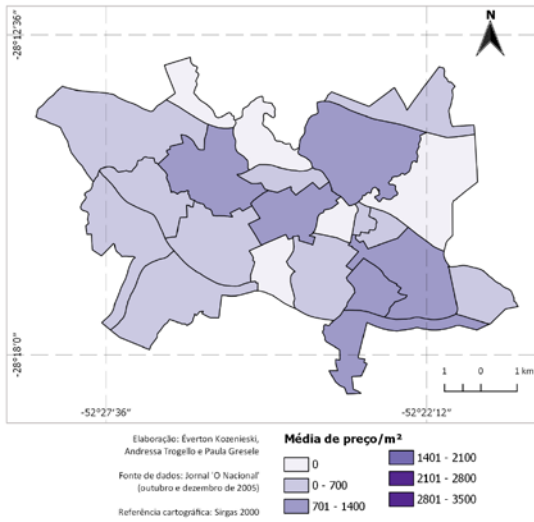 -28°12'36"
N
-28°18'0"
1 0 1 km
-52°27'36"
-52°22'12"
Elaboração: Éverton Kozenieski,
Andressa Trogello e Paula Gresele
Fonte de dados: Jornal 'O Nacional'
(outubro e dezembro de 2005)
Referência cartográfica: Sirgas 2000
Média de preço/m²
0
0 - 700
701 - 1400
1401 - 2100
2101 - 2800
2801 - 3500